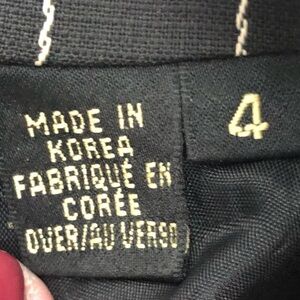 MADE IN
KOREA
FABRIQUÉ EN
CORÉE
OVER/AU VERSO
4